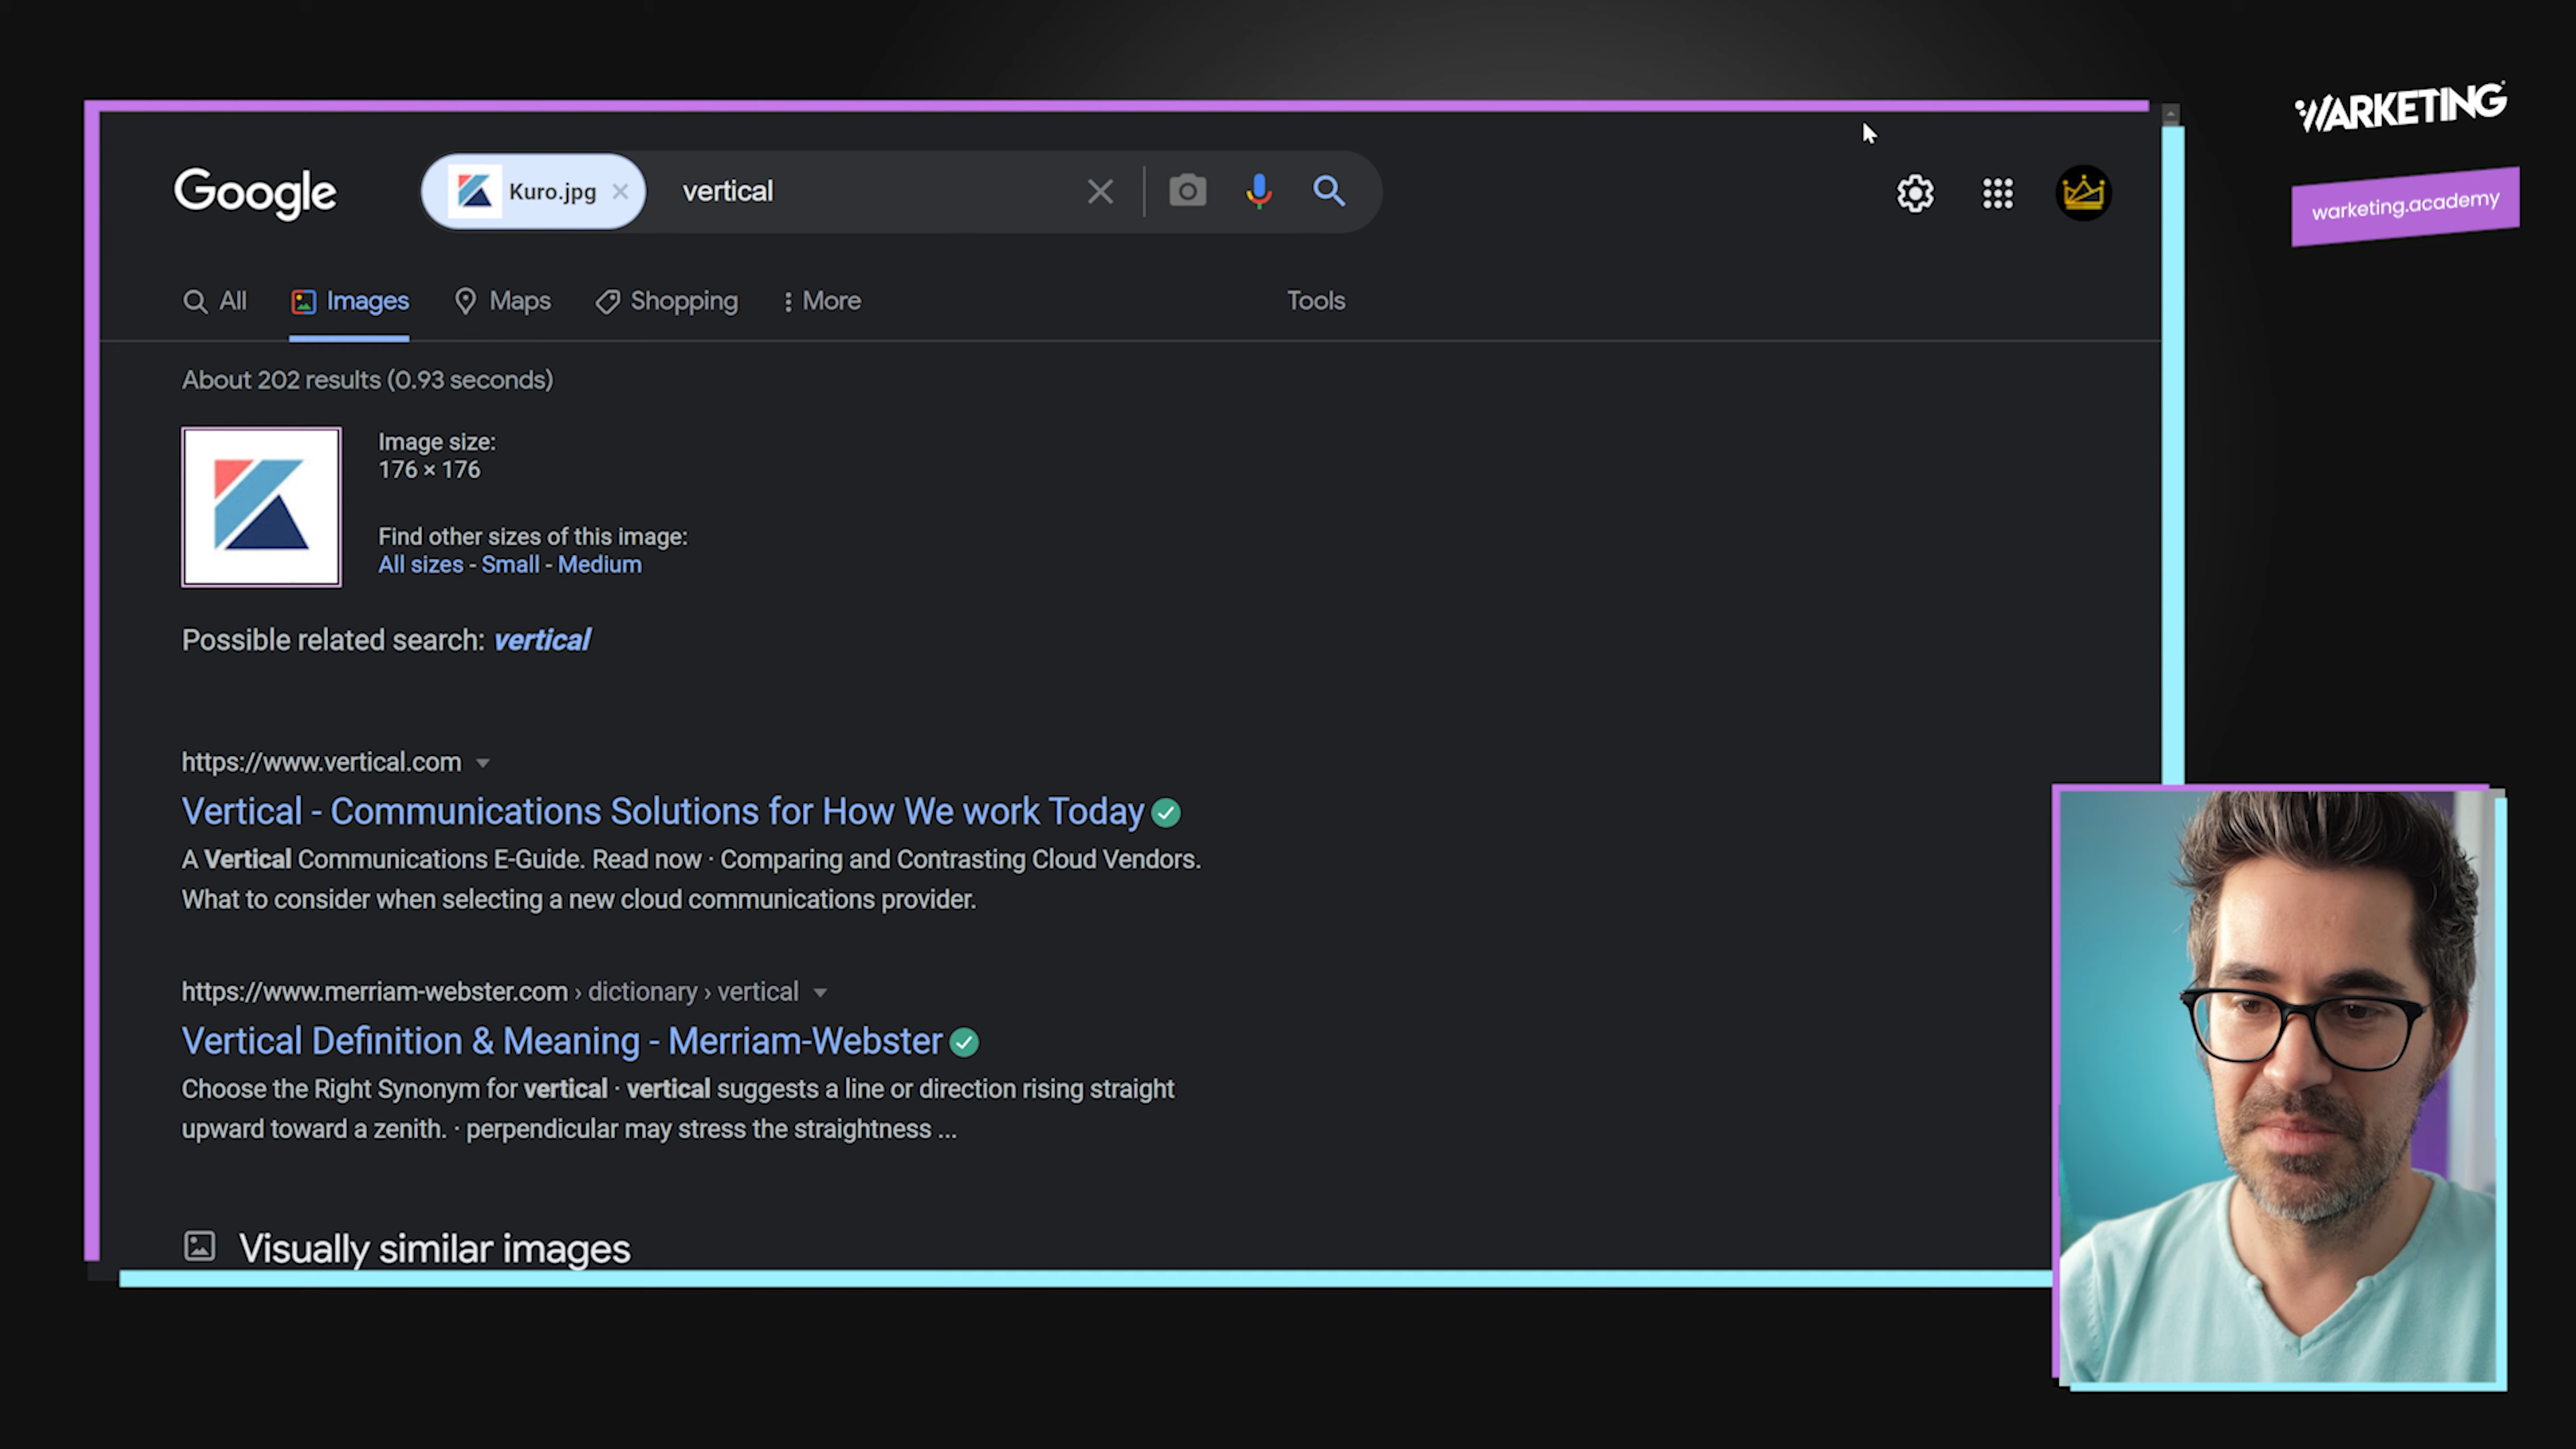 WARKETING
warketing.academy
Google
Kuro.jpg
vertical
All
Images
Maps
Shopping
More
Tools
About 202 results (0.93 seconds)
Image size:
176 × 176
Find other sizes of this image:
All sizes - Small - Medium
Possible related search: vertical
https://www.vertical.com
Vertical - Communications Solutions for How We work Today
A Vertical Communications E-Guide. Read now · Comparing and Contrasting Cloud Vendors.
What to consider when selecting a new cloud communications provider.
https://www.merriam-webster.com › dictionary › vertical
Vertical Definition & Meaning - Merriam-Webster
Choose the Right Synonym for vertical · vertical suggests a line or direction rising straight
upward toward a zenith. · perpendicular may stress the straightness ...
Visually similar images